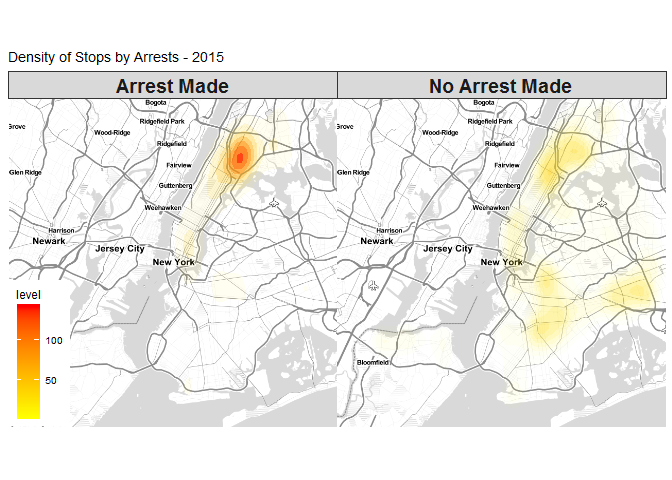 Density of Stops by Arrests - 2015
Arrest Made
No Arrest Made
Bogota
Ridgefield Park
Grove
Wood-Ridge
Ridgefield
Fairview
Glen Ridge
Guttenberg
Weehawken
Harrison
Newark
Jersey City
New York
Bogota
Ridgefield Park
Grove
Wood-Ridge
Ridgefield
Fairview
Glen Ridge
Guttenberg
Weehawken
Harrison
Newark
Jersey City
New York
Bloomfield
level
100
50